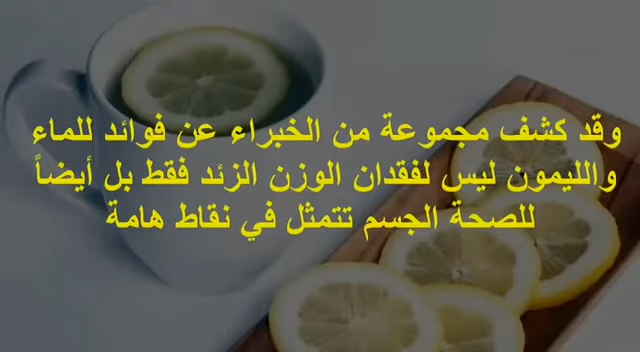 وقد كشف مجموعة من الخبراء عن فوائد للماء
والليمون ليس لفقدان الوزن الزئد فقط بل أيضاً
للصحة الجسم تتمثل في نقاط هامة